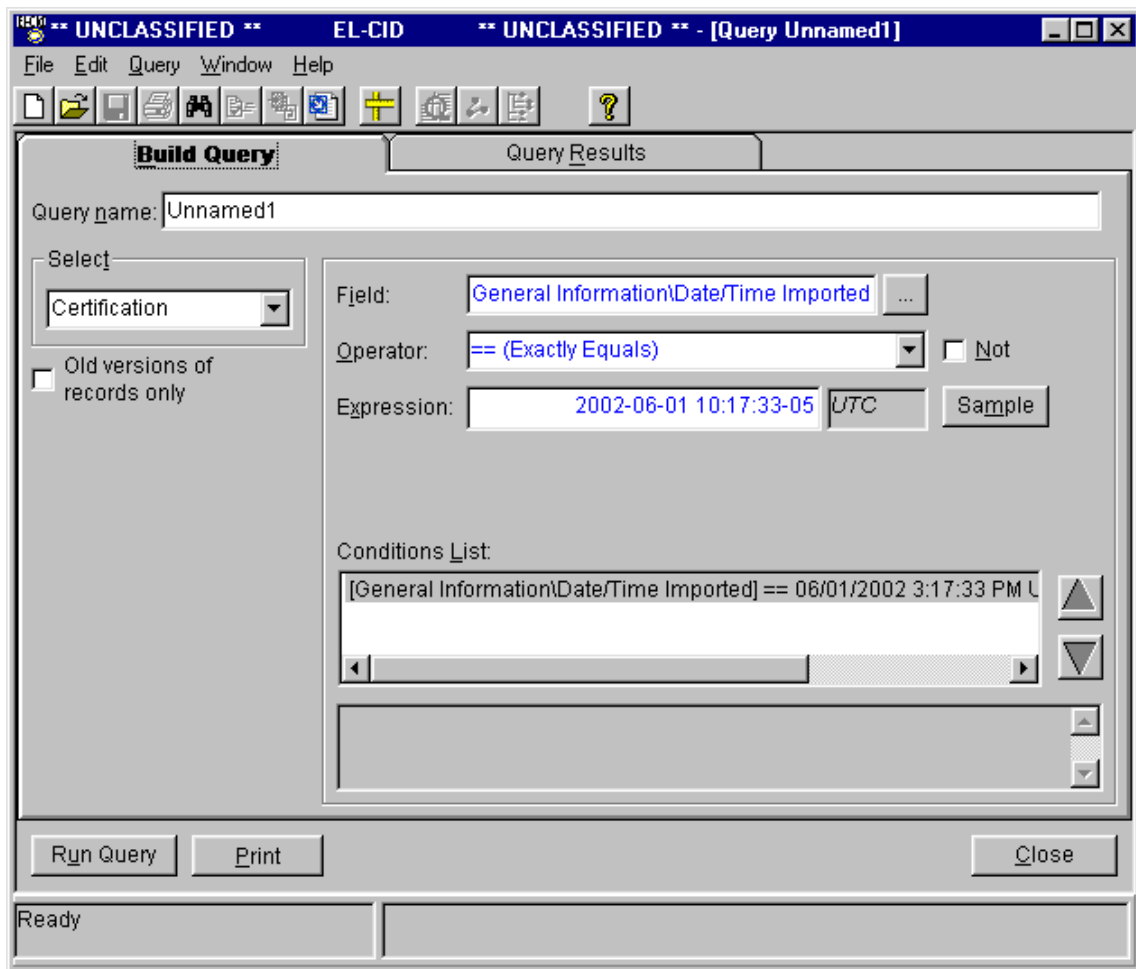 ** UNCLASSIFIED ** EL-CID ** UNCLASSIFIED ** - [Query Unnamed1]
File Edit Query Window Help
Build Query Query Results
Query name: Unnamed1
Select
Certification
Old versions of
records only
Field: General Information\Date/Time Imported ...
Operator: == (Exactly Equals) Not
Expression: 2002-06-01 10:17:33-05 UTC Sample
Conditions List:
[General Information\Date/Time Imported] == 06/01/2002 3:17:33 PM U
Run Query Print Close
Ready